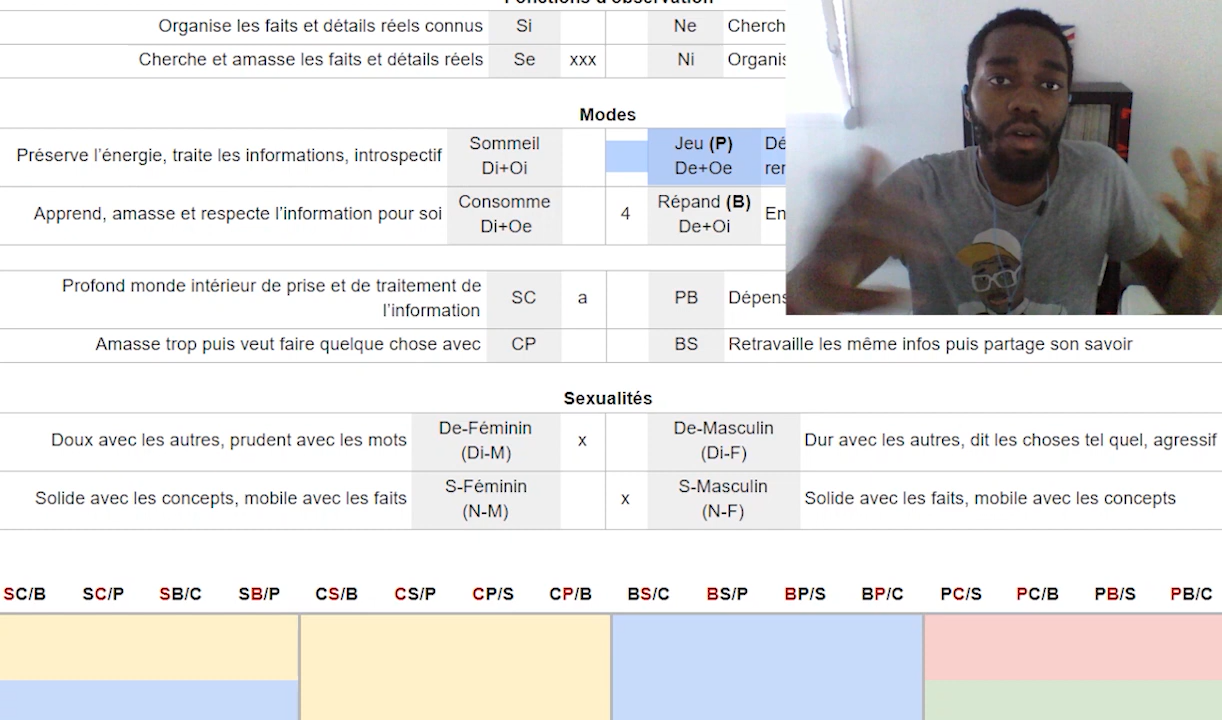 Fonctions d'observation
Organise les faits et détails réels connus Si Ne Cherch
Cherche et amasse les faits et détails réels Se xxx Ni Organis
Modes
Préserve l'énergie, traite les informations, introspectif Sommeil Di+Oi Jeu (P) De+Oe Dé
rer
Apprend, amasse et respecte l'information pour soi Consomme Di+Oe 4 Répand (B) De+Oi En
Profond monde intérieur de prise et de traitement de
l'information SC a PB Dépens
Amasse trop puis veut faire quelque chose avec CP BS Retravaille les même infos puis partage son savoir
Sexualités
Doux avec les autres, prudent avec les mots De-Féminin (Di-M) x De-Masculin (Di-F) Dur avec les autres, dit les choses tel quel, agressif
Solide avec les concepts, mobile avec les faits S-Féminin (N-M) x S-Masculin (N-F) Solide avec les faits, mobile avec les concepts
SC/B SC/P SB/C SB/P CS/B CS/P CP/S CP/B BS/C BS/P BP/S BP/C PC/S PC/B PB/S PB/C